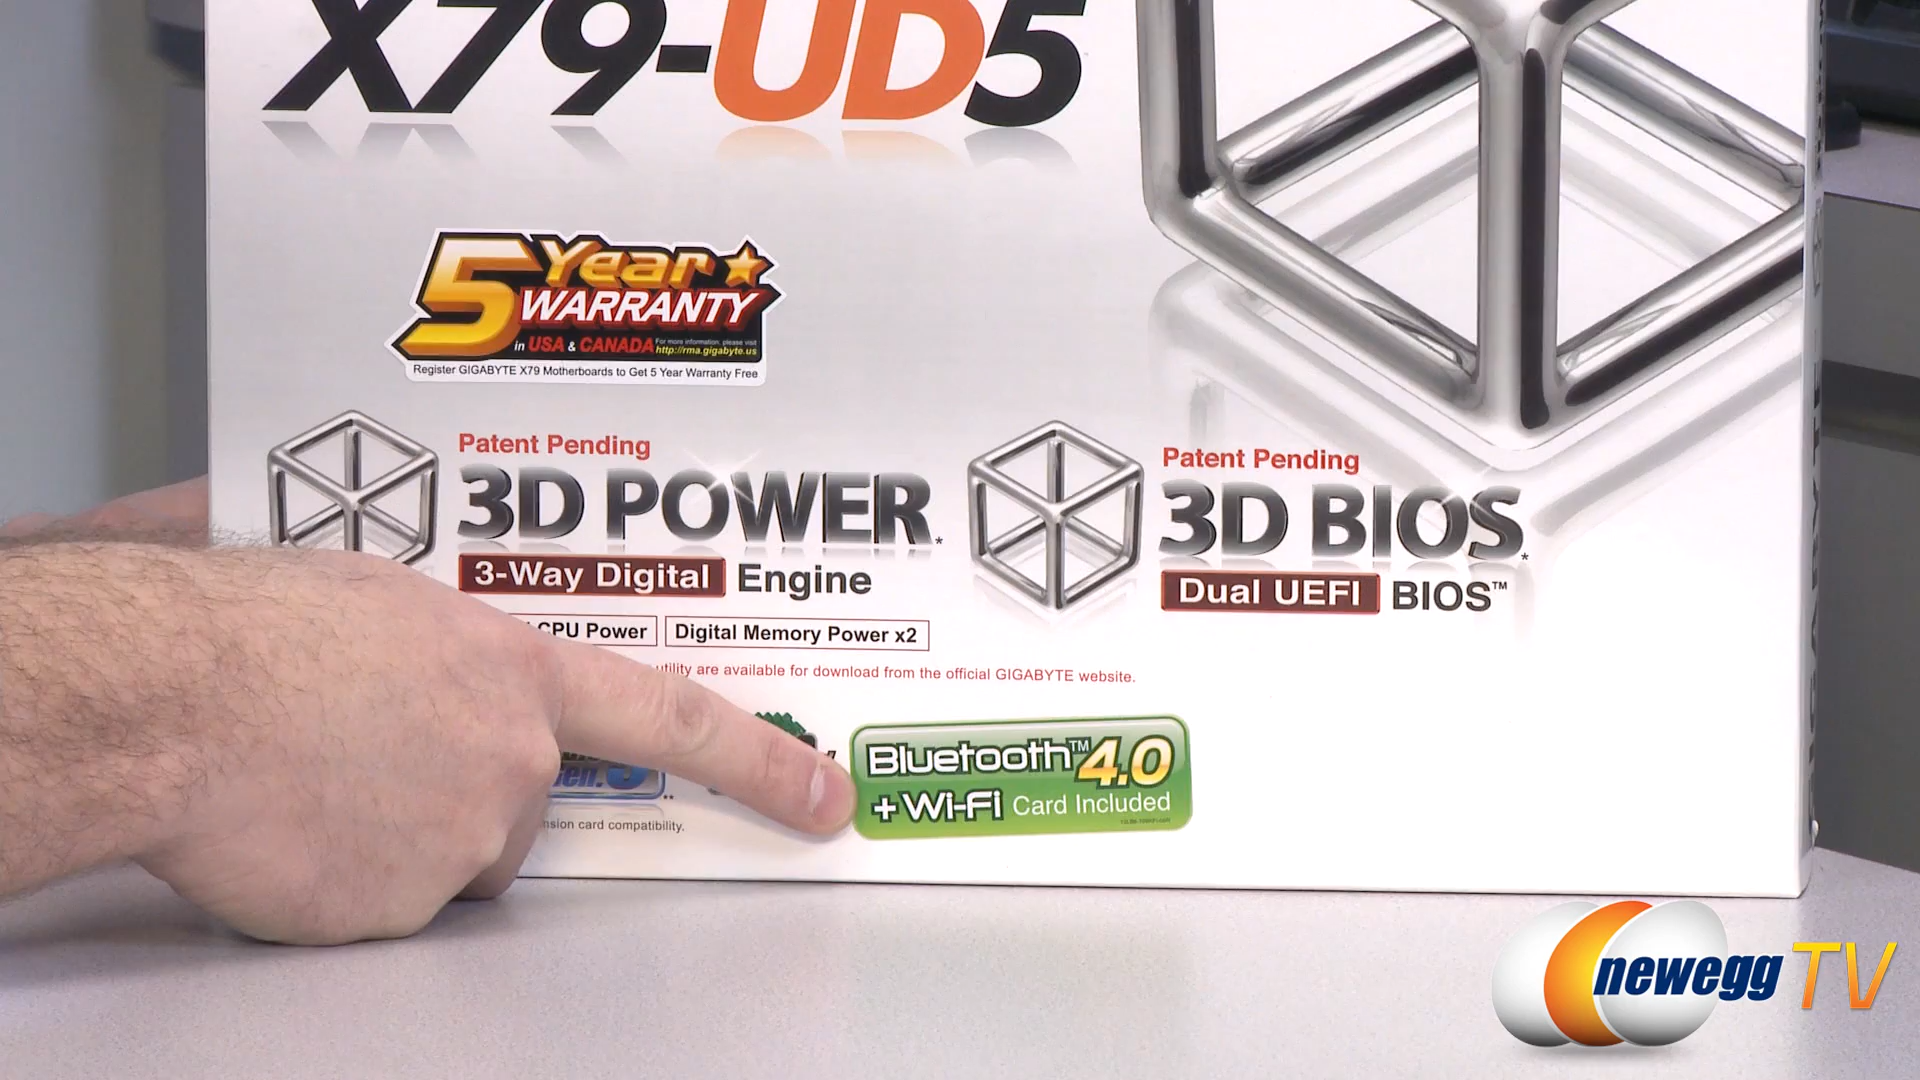 X79-UD5
5 Year
WARRANTY
in USA & CANADA For more information, please visit
http://rma.gigabyte.us
Register GIGABYTE X79 Motherboards to Get 5 Year Warranty Free
Patent Pending
3D POWER*
3-Way Digital Engine
CPU Power
Digital Memory Power x2
Patent Pending
3D BIOS*
Dual UEFI BIOS™
utility are available for download from the official GIGABYTE website.
Bluetooth™ 4.0
+ Wi-Fi Card Included
card compatibility.
newegg TV